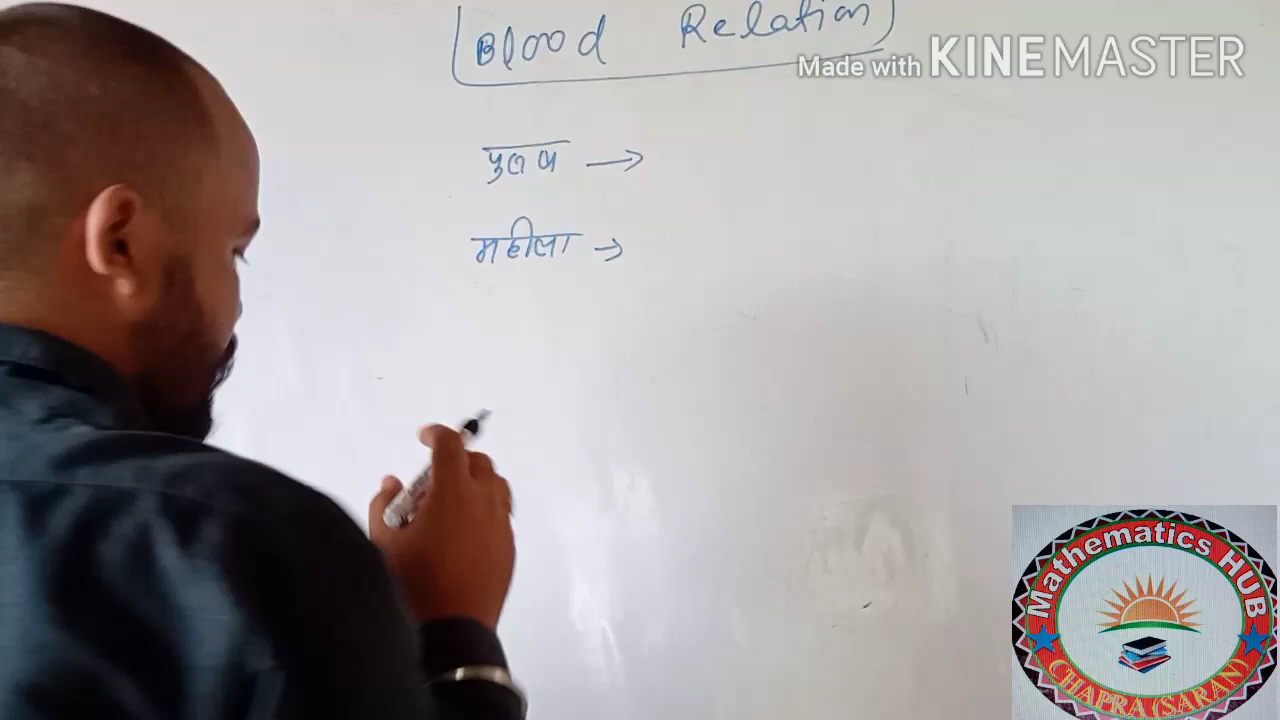 Blood Relation
Made with KINEMASTER
पुरुष →
महीला →
Mathematics HUB
CHAPRA (SARAN)